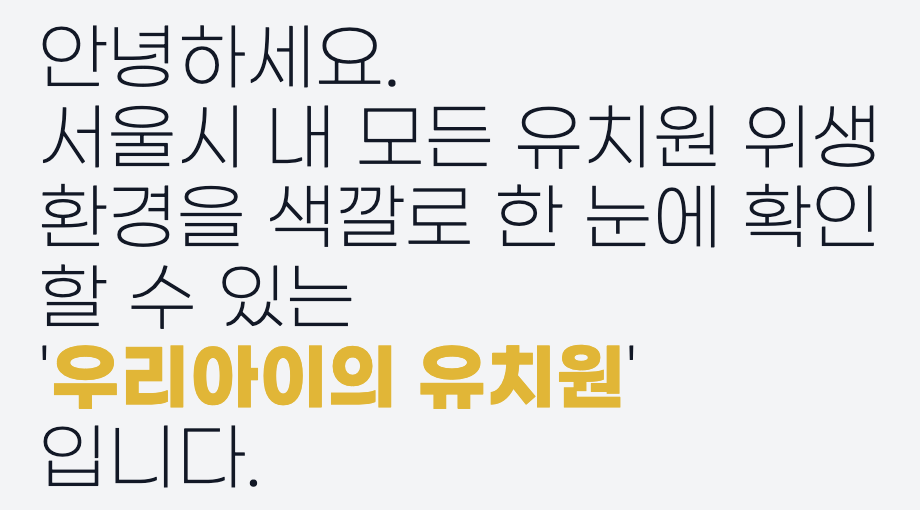 안녕하세요.
서울시 내 모든 유치원 위생
환경을 색깔로 한 눈에 확인
할 수 있는
'우리아이의 유치원'
입니다.